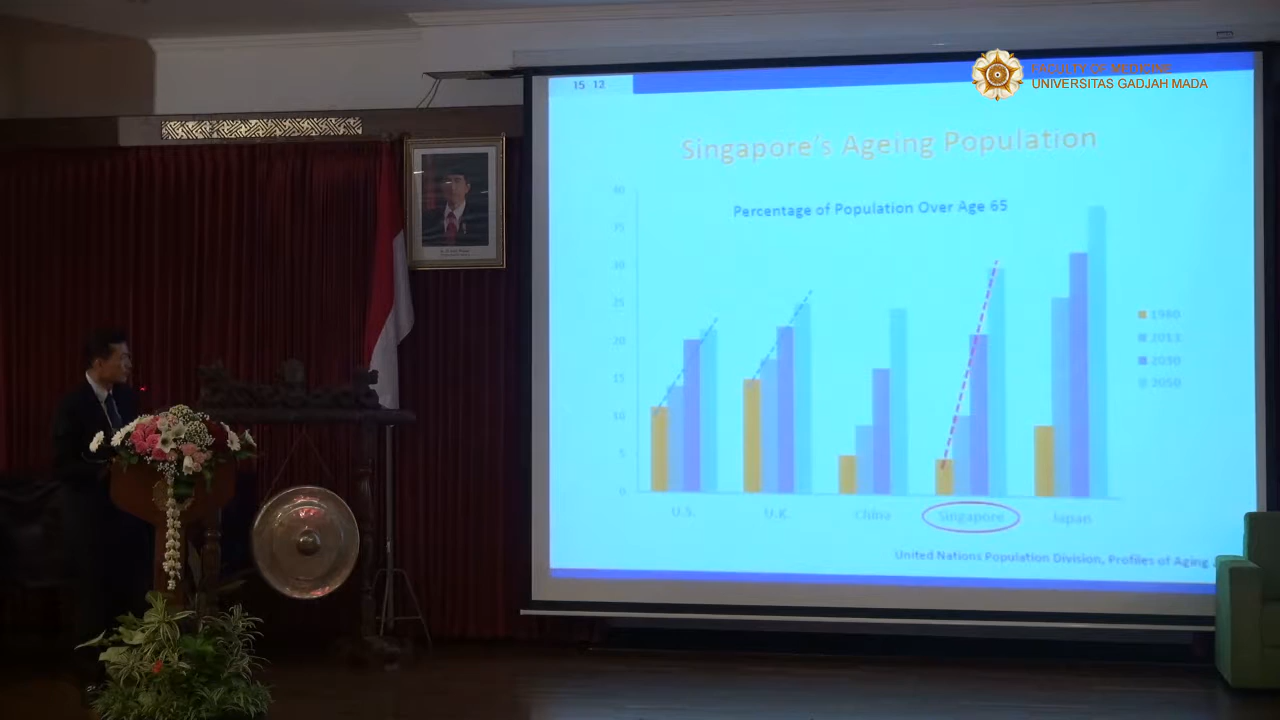 15 12
FACULTY OF MEDICINE
UNIVERSITAS GADJAH MADA
Singapore's Ageing Population
Percentage of Population Over Age 65
40
35
30
25
20
15
10
5
0
1980
2013
2030
2050
U.S.
U.K.
China
Singapore
Japan
United Nations Population Division, Profiles of Aging